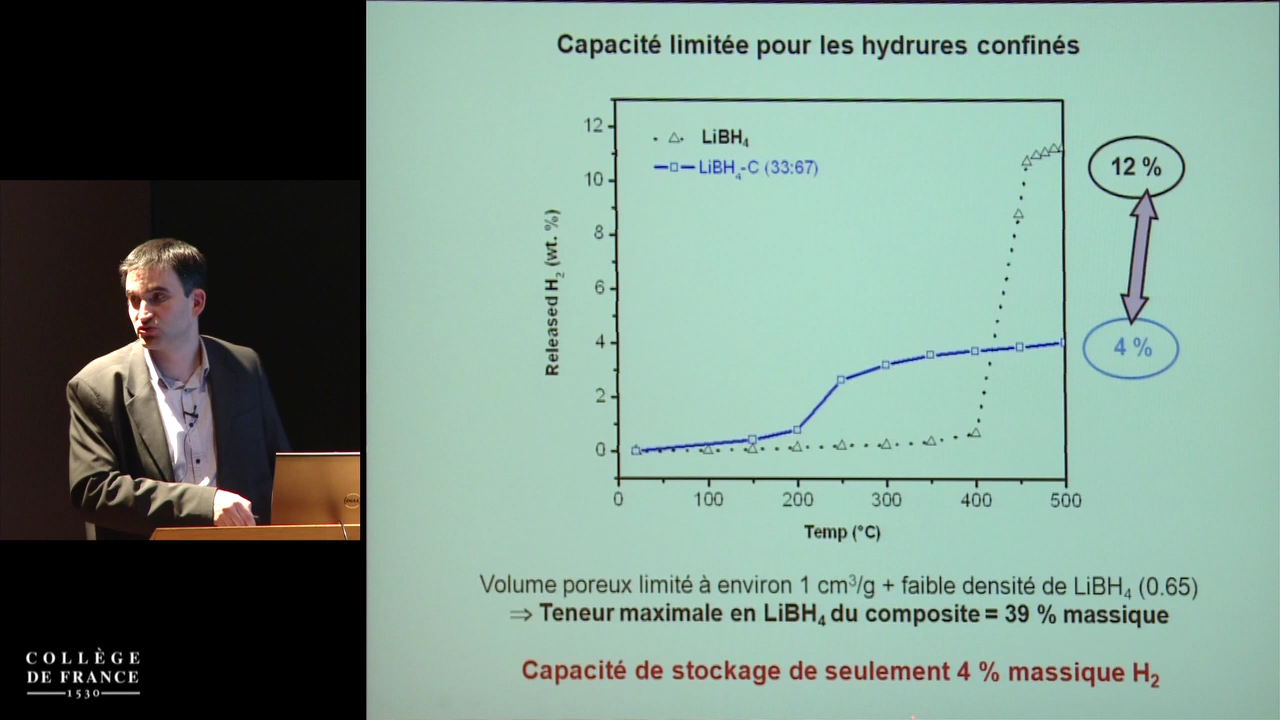 Capacité limitée pour les hydrures confinés
LiBH4
LiBH4-C (33:67)
12
10
8
6
4
2
0
Released H2 (wt. %)
0 100 200 300 400 500
Temp (°C)
12 %
4 %
Volume poreux limité à environ 1 cm³/g + faible densité de LiBH4 (0.65)
⇒ Teneur maximale en LiBH4 du composite = 39 % massique
Capacité de stockage de seulement 4 % massique H2
DELL
COLLÈGE
DE FRANCE
1530